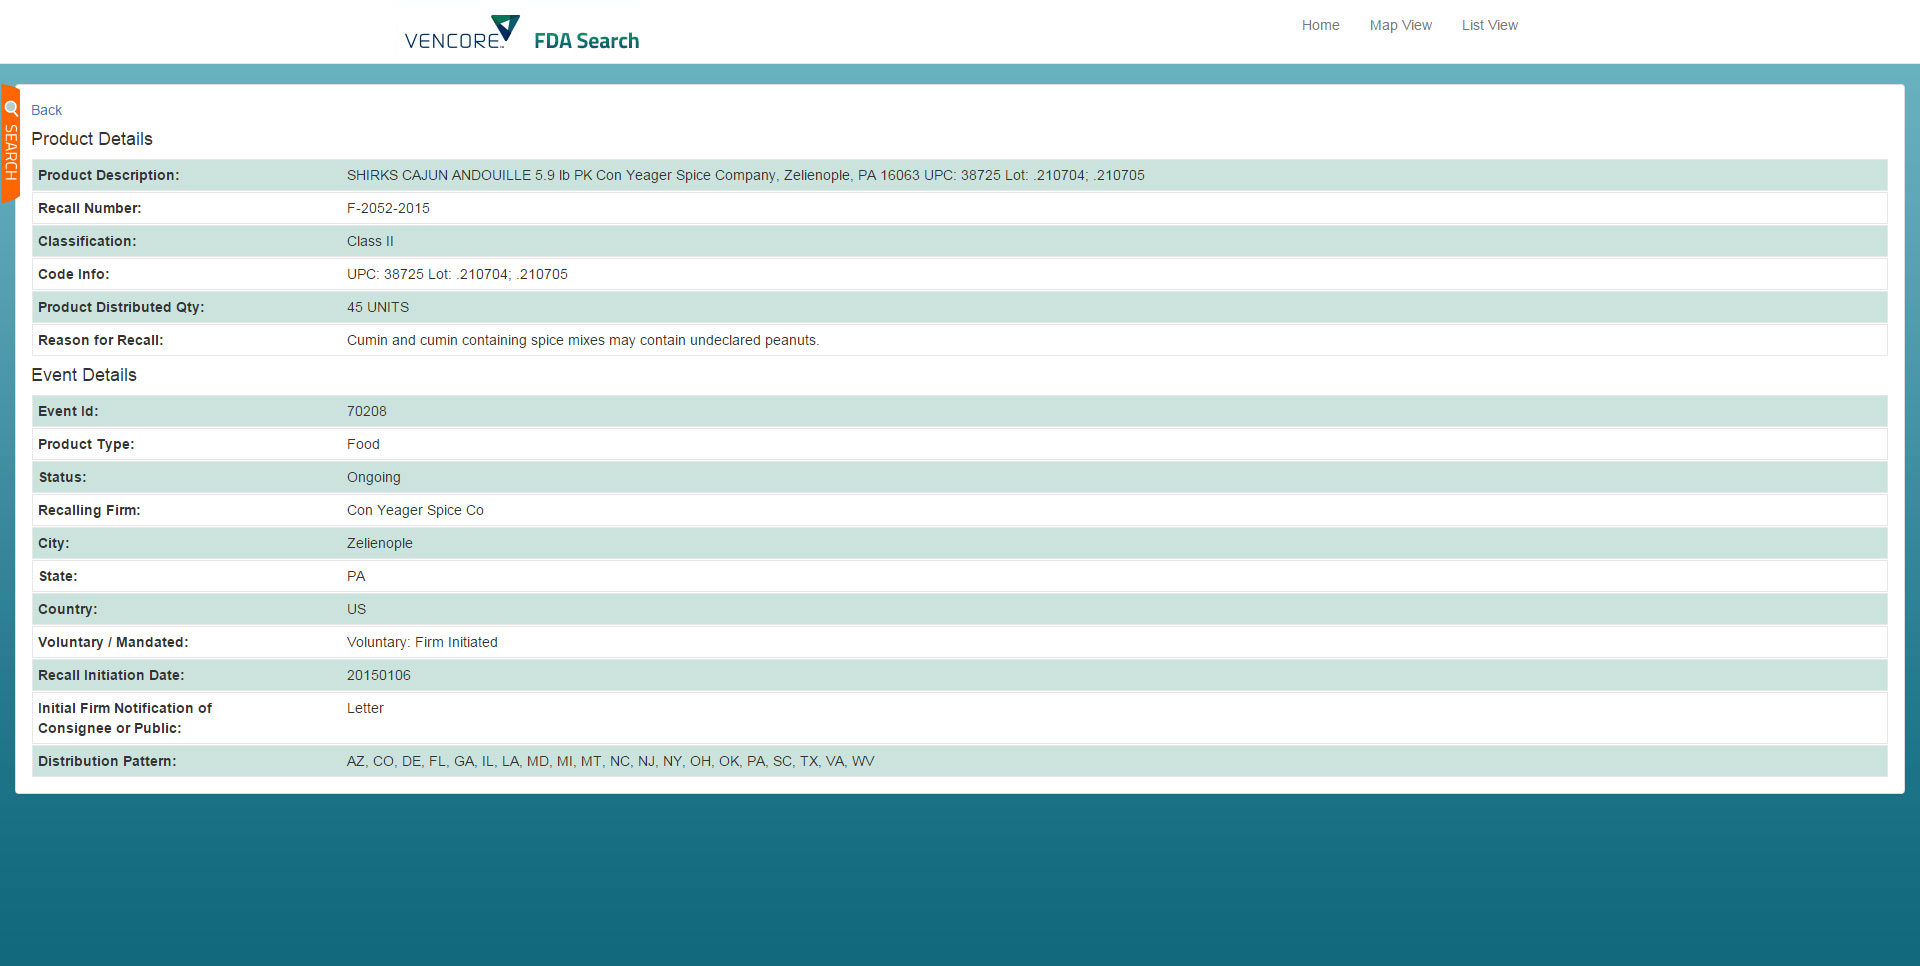 VENCORE FDA Search
Home Map View List View
SEARCH
Back
Product Details
Product Description: SHIRKS CAJUN ANDOUILLE 5.9 lb PK Con Yeager Spice Company, Zelienople, PA 16063 UPC: 38725 Lot: .210704; .210705
Recall Number: F-2052-2015
Classification: Class II
Code Info: UPC: 38725 Lot: .210704; .210705
Product Distributed Qty: 45 UNITS
Reason for Recall: Cumin and cumin containing spice mixes may contain undeclared peanuts.
Event Details
Event Id: 70208
Product Type: Food
Status: Ongoing
Recalling Firm: Con Yeager Spice Co
City: Zelienople
State: PA
Country: US
Voluntary / Mandated: Voluntary: Firm Initiated
Recall Initiation Date: 20150106
Initial Firm Notification of Letter
Consignee or Public:
Distribution Pattern: AZ, CO, DE, FL, GA, IL, LA, MD, MI, MT, NC, NJ, NY, OH, OK, PA, SC, TX, VA, WV